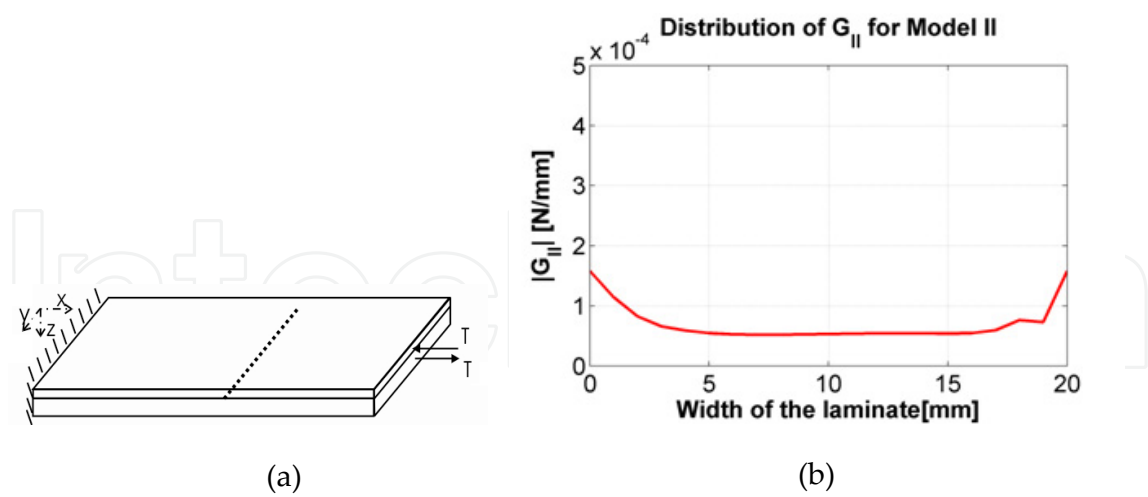 Distribution of G_II for Model II
5 x 10^-4
4
3
2
1
0
|G_II| [N/mm]
0 5 10 15 20
Width of the laminate[mm]
x
y
z
T
T
(a)
(b)